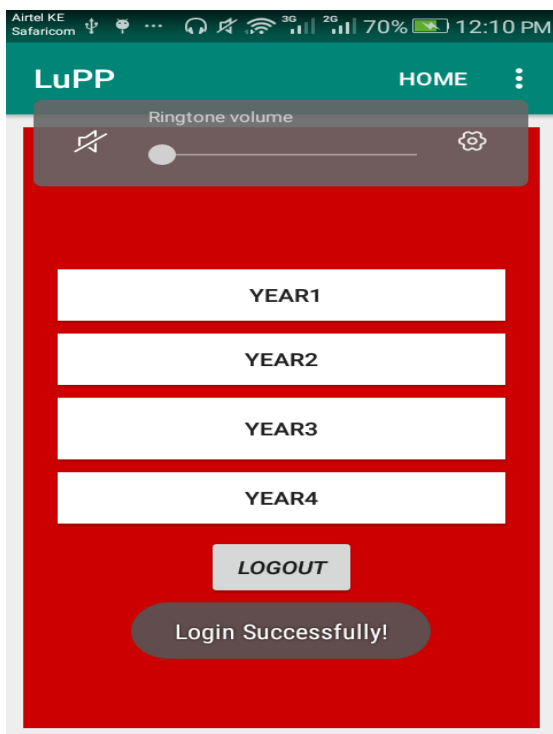 Airtel KE
Safaricom
3G 2G 70% 12:10 PM
LuPP HOME
Ringtone volume
YEAR1
YEAR2
YEAR3
YEAR4
LOGOUT
Login Successfully!